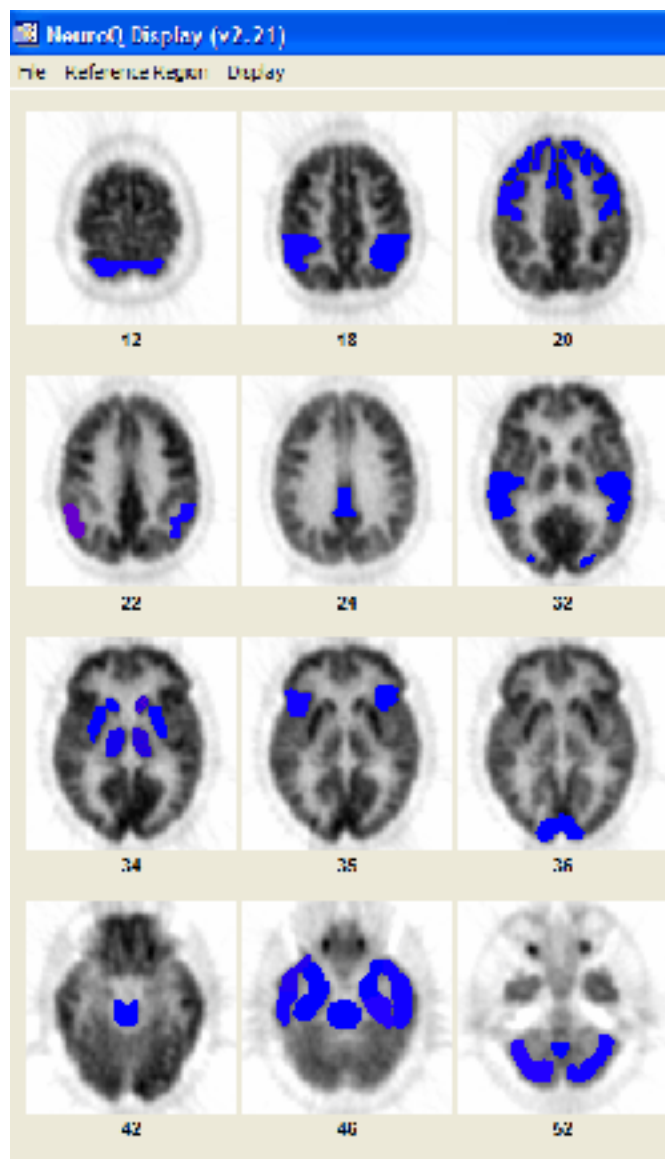 NeuroQ Display (v2.21)
File Reference Region Display
12 18 20
22 24 32
34 35 36
42 46 52